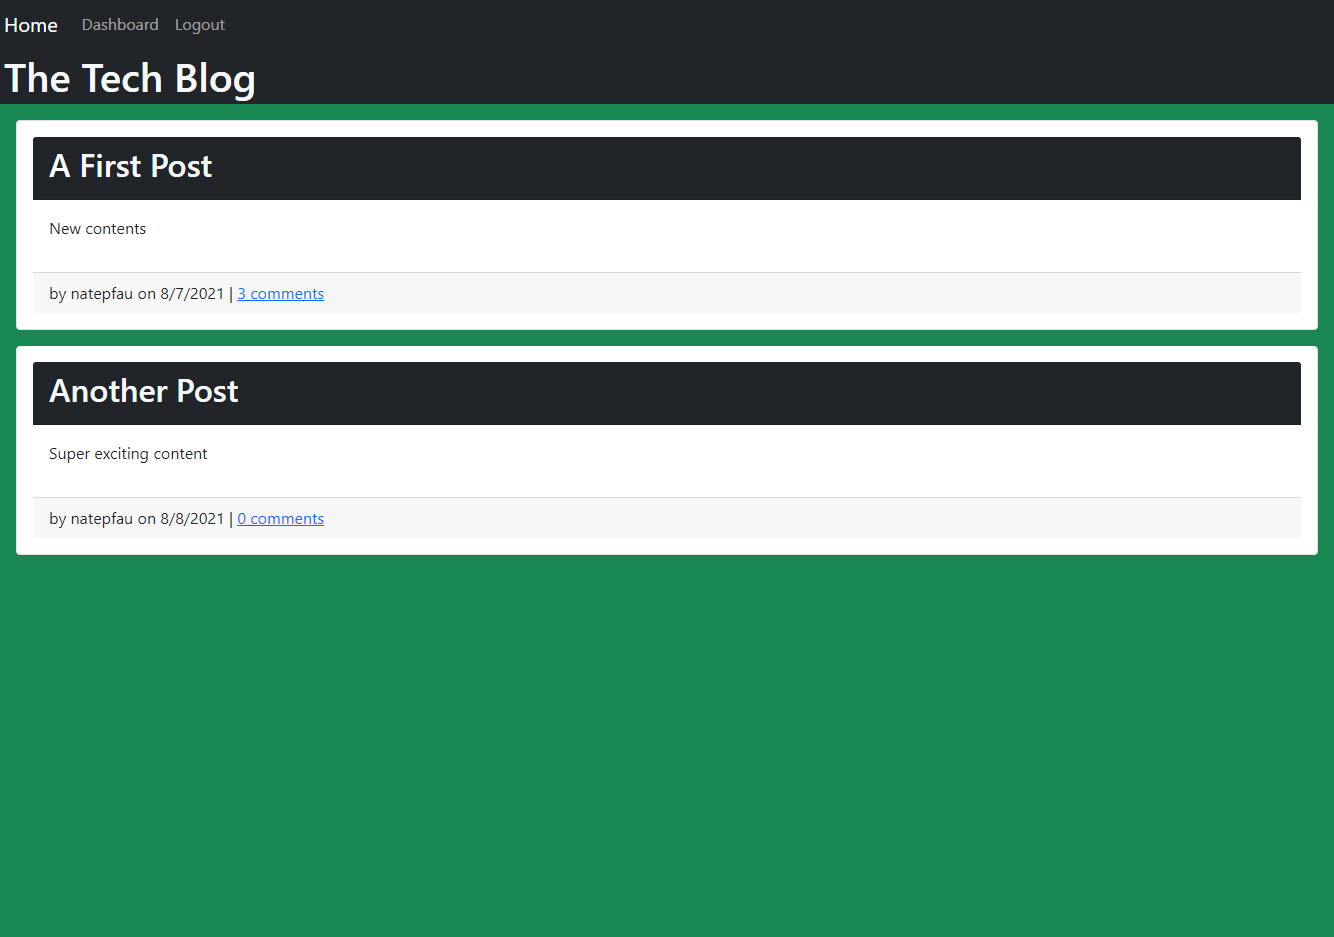 Home Dashboard Logout
The Tech Blog
A First Post
New contents
by natepfau on 8/7/2021 | 3 comments
Another Post
Super exciting content
by natepfau on 8/8/2021 | 0 comments